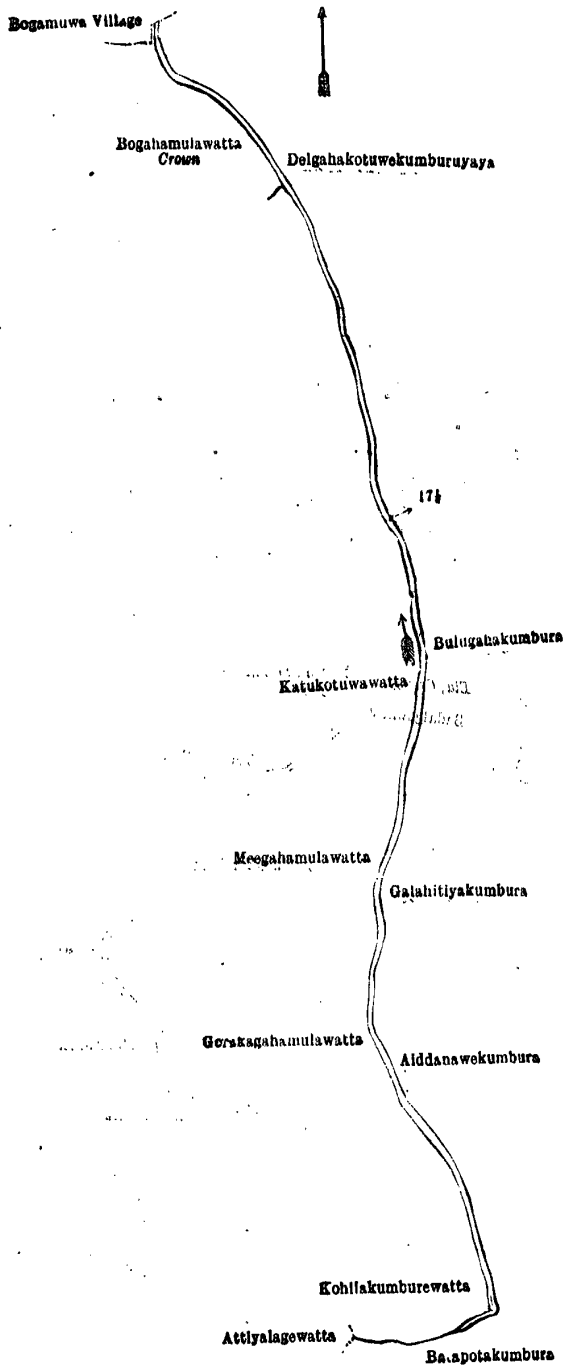 Bogamuwa Village
Bogahamulawatta
Crown
Delgahakotuwekumburuyaya
17½
Bulugahakumbura
Katukotuwawatta
Meegahamulawatta
Galahitiyakumbura
Gorakagahamulawatta
Aiddanawekumbura
Kohilakumburewatta
Attiyalagewatta